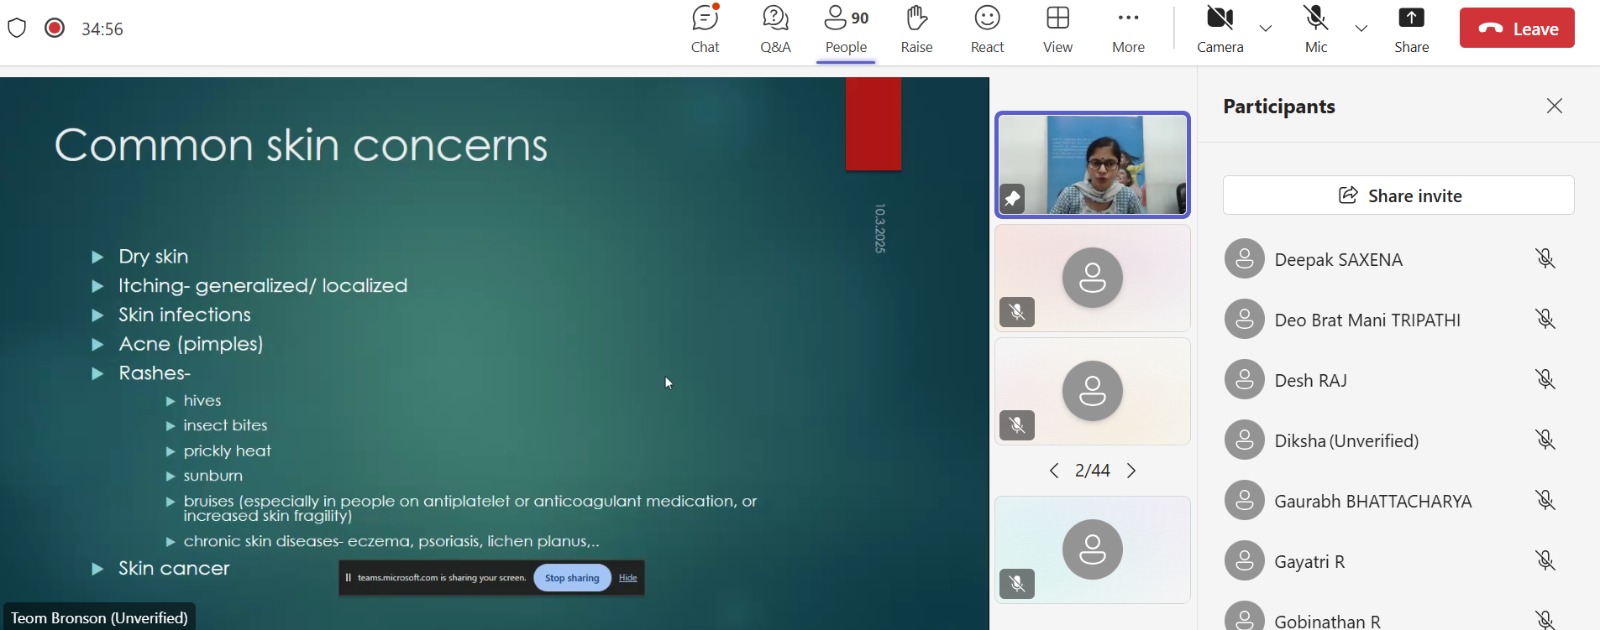 34:56
Chat
Q&A
90
People
Raise
React
View
More
Camera
Mic
Share
Leave
Common skin concerns
10.3.2025
Dry skin
Itching- generalized/ localized
Skin infections
Acne (pimples)
Rashes-
hives
insect bites
prickly heat
sunburn
bruises (especially in people on antiplatelet or anticoagulant medication, or
increased skin fragility)
chronic skin diseases- eczema, psoriasis, lichen planus,..
Skin cancer
teams.microsoft.com is sharing your screen.
Stop sharing
Hide
Teom Bronson (Unverified)
2/44
Participants
Share invite
Deepak SAXENA
Deo Brat Mani TRIPATHI
Desh RAJ
Diksha (Unverified)
Gaurabh BHATTACHARYA
Gayatri R
Gobinathan R